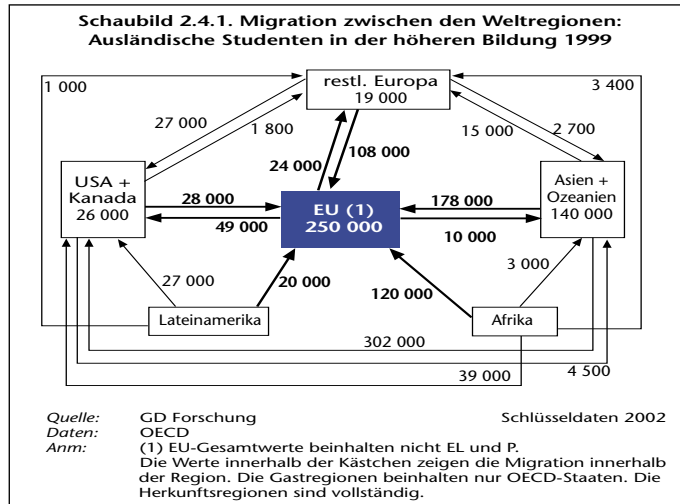 Schaubild 2.4.1. Migration zwischen den Weltregionen:
Ausländische Studenten in der höheren Bildung 1999
1 000
restl. Europa
19 000
3 400
27 000
1 800
15 000
2 700
24 000
108 000
USA +
Kanada
26 000
28 000
49 000
EU (1)
250 000
178 000
10 000
Asien +
Ozeanien
140 000
27 000
20 000
120 000
3 000
Lateinamerika
Afrika
302 000
4 500
39 000
Quelle: GD Forschung Schlüsseldaten 2002
Daten: OECD
Anm: (1) EU-Gesamtwerte beinhalten nicht EL und P.
Die Werte innerhalb der Kästchen zeigen die Migration innerhalb
der Region. Die Gastregionen beinhalten nur OECD-Staaten. Die
Herkunftsregionen sind vollständig.